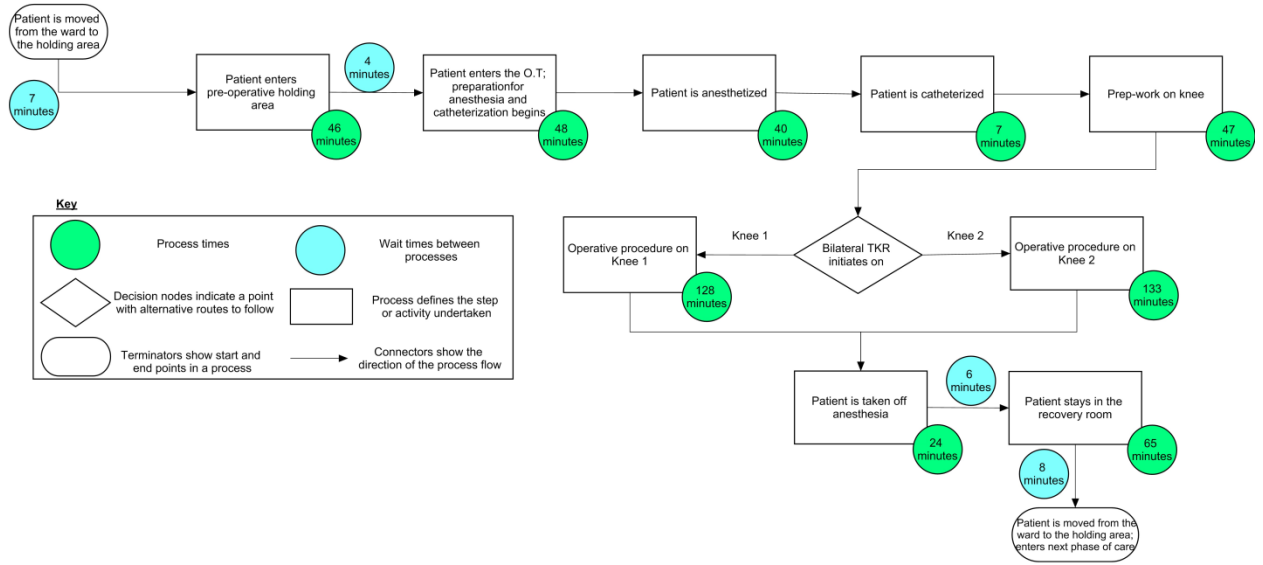 Patient is moved
from the ward to
the holding area
7
minutes
Patient enters
pre-operative holding
area
46
minutes
4
minutes
Patient enters the O.T;
preparationfor
anesthesia and
catheterization begins
48
minutes
Patient is anesthetized
40
minutes
Patient is catheterized
7
minutes
Prep-work on knee
47
minutes
Key
Process times
Wait times between
processes
Decision nodes indicate a point
with alternative routes to follow
Process defines the step
or activity undertaken
Terminators show start and
end points in a process
Connectors show the
direction of the process flow
Bilateral TKR
initiates on
Knee 1
Knee 2
Operative procedure on
Knee 1
128
minutes
Operative procedure on
Knee 2
133
minutes
Patient is taken off
anesthesia
24
minutes
6
minutes
Patient stays in the
recovery room
65
minutes
8
minutes
Patient is moved from the
ward to the holding area;
enters next phase of care